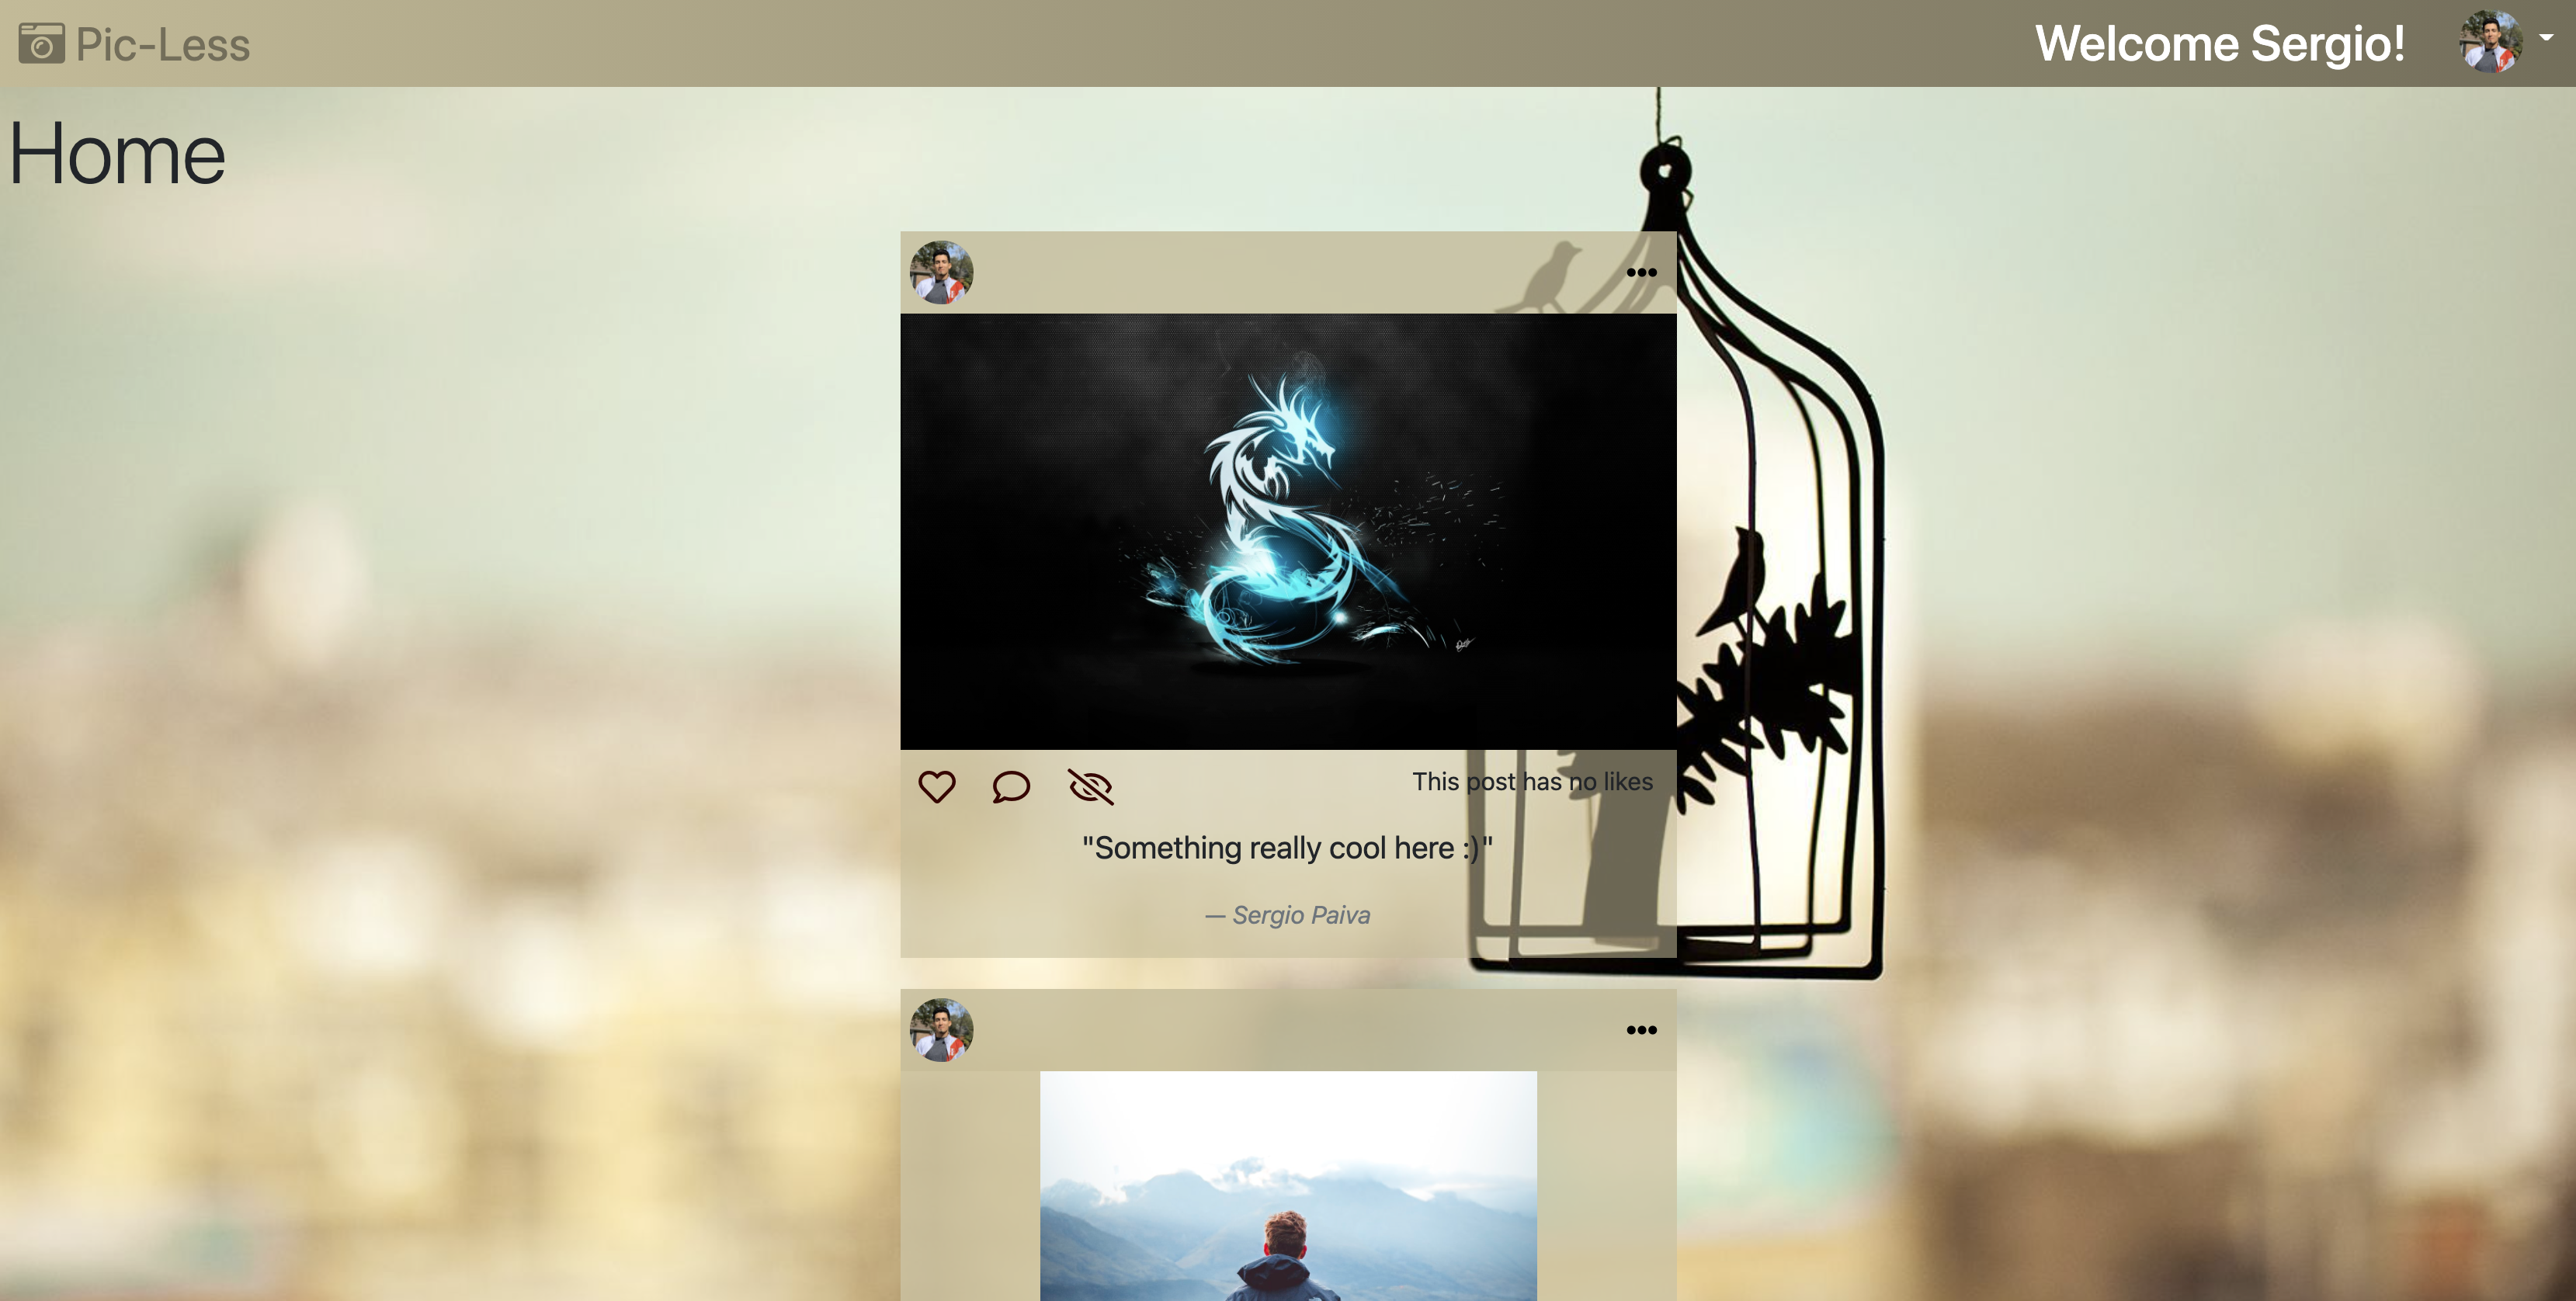 Pic-Less
Welcome Sergio!
Home
This post has no likes
"Something really cool here :)"
— Sergio Paiva